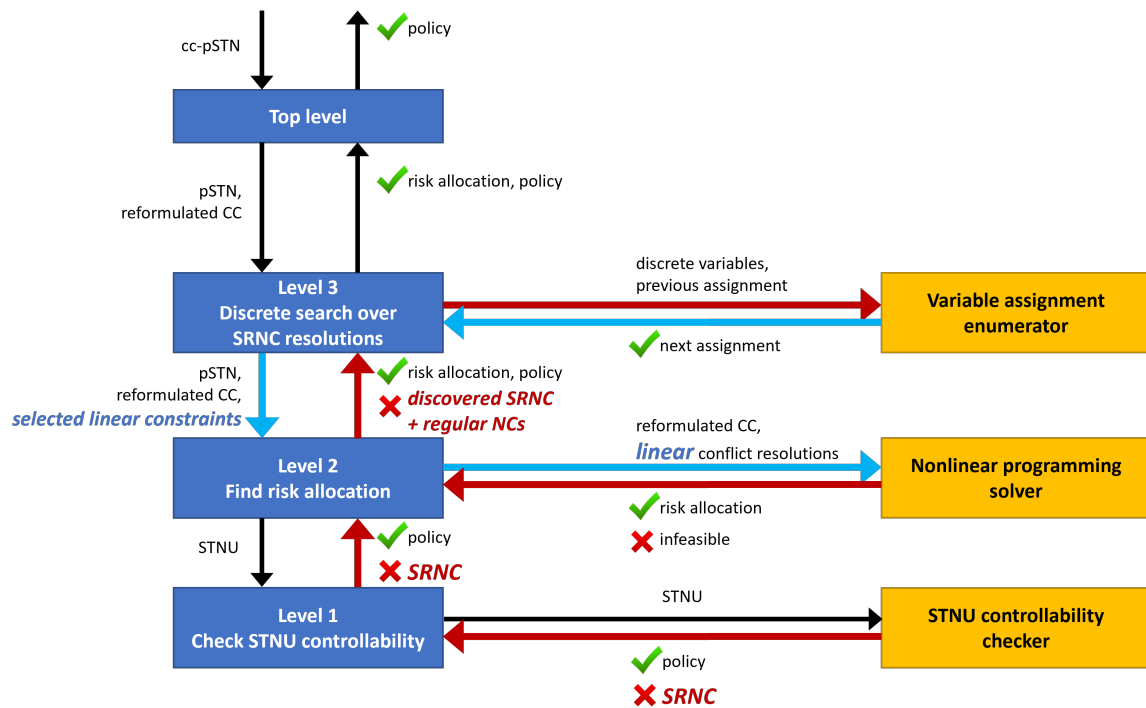 cc-pSTN
policy
Top level
risk allocation, policy
pSTN,
reformulated CC
Level 3
Discrete search over
SRNC resolutions
discrete variables,
previous assignment
Variable assignment
enumerator
next assignment
pSTN,
reformulated CC,
selected linear constraints
risk allocation, policy
discovered SRNC
+ regular NCs
reformulated CC,
linear conflict resolutions
Level 2
Find risk allocation
Nonlinear programming
solver
risk allocation
infeasible
STNU
policy
SRNC
Level 1
Check STNU controllability
STNU
STNU controllability
checker
policy
SRNC